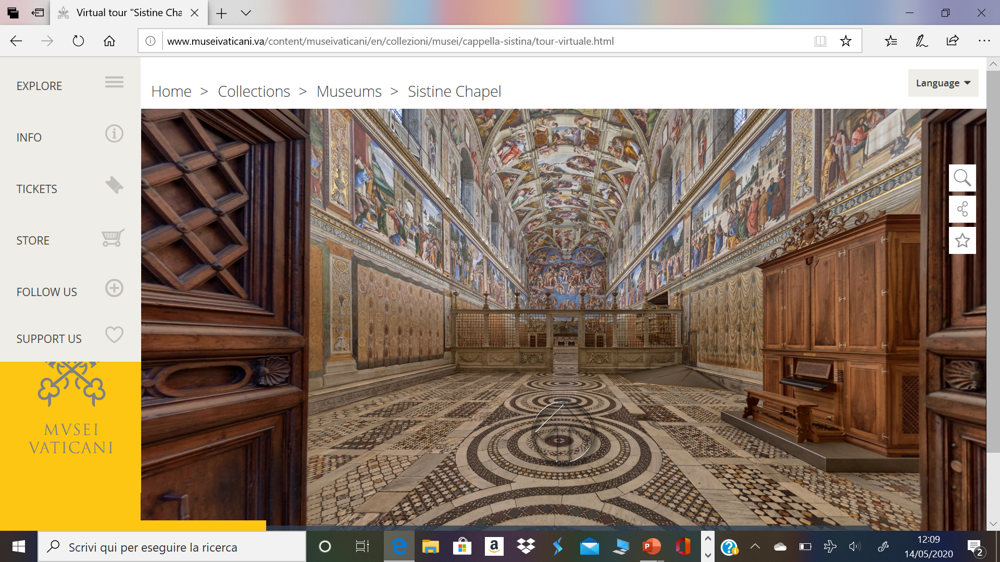 Virtual tour "Sistine Cha
www.museivaticani.va/content/museivaticani/en/collezioni/musei/cappella-sistina/tour-virtuale.html
EXPLORE
INFO
TICKETS
STORE
FOLLOW US
SUPPORT US
MVSEI
VATICANI
Home > Collections > Museums > Sistine Chapel
Language
Scrivi qui per eseguire la ricerca
12:09
14/05/2020
2